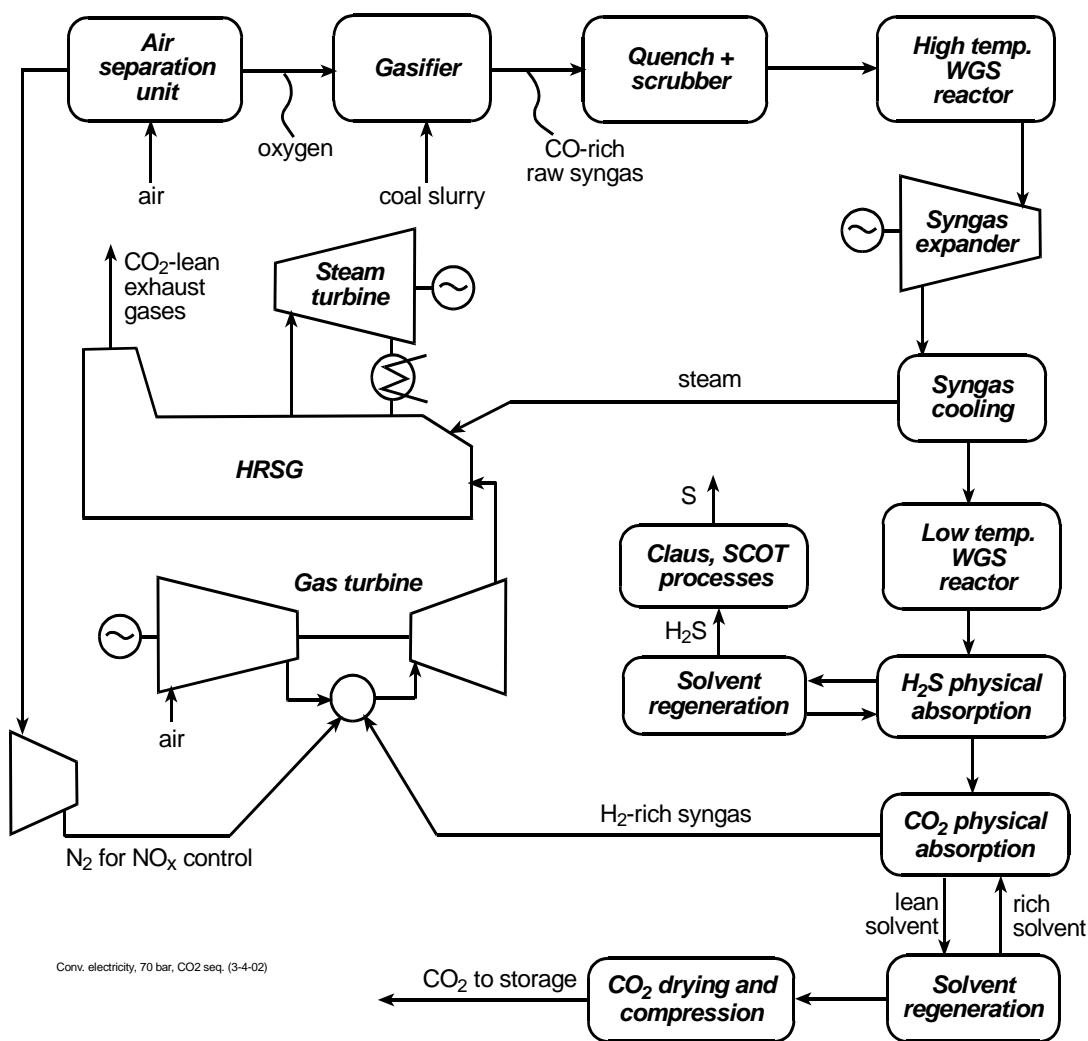 Air
separation
unit
Gasifier
Quench +
scrubber
High temp.
WGS
reactor
oxygen
CO-rich
raw syngas
air
coal slurry
Syngas
expander
CO₂-lean
exhaust
gases
Steam
turbine
steam
Syngas
cooling
HRSG
S
Claus, SCOT
processes
Low temp.
WGS
reactor
Gas turbine
H₂S
Solvent
regeneration
H₂S physical
absorption
air
H₂-rich syngas
CO₂ physical
absorption
N₂ for NOₓ control
lean
solvent
rich
solvent
Conv. electricity, 70 bar, CO2 seq. (3-4-02)
CO₂ to storage
CO₂ drying and
compression
Solvent
regeneration